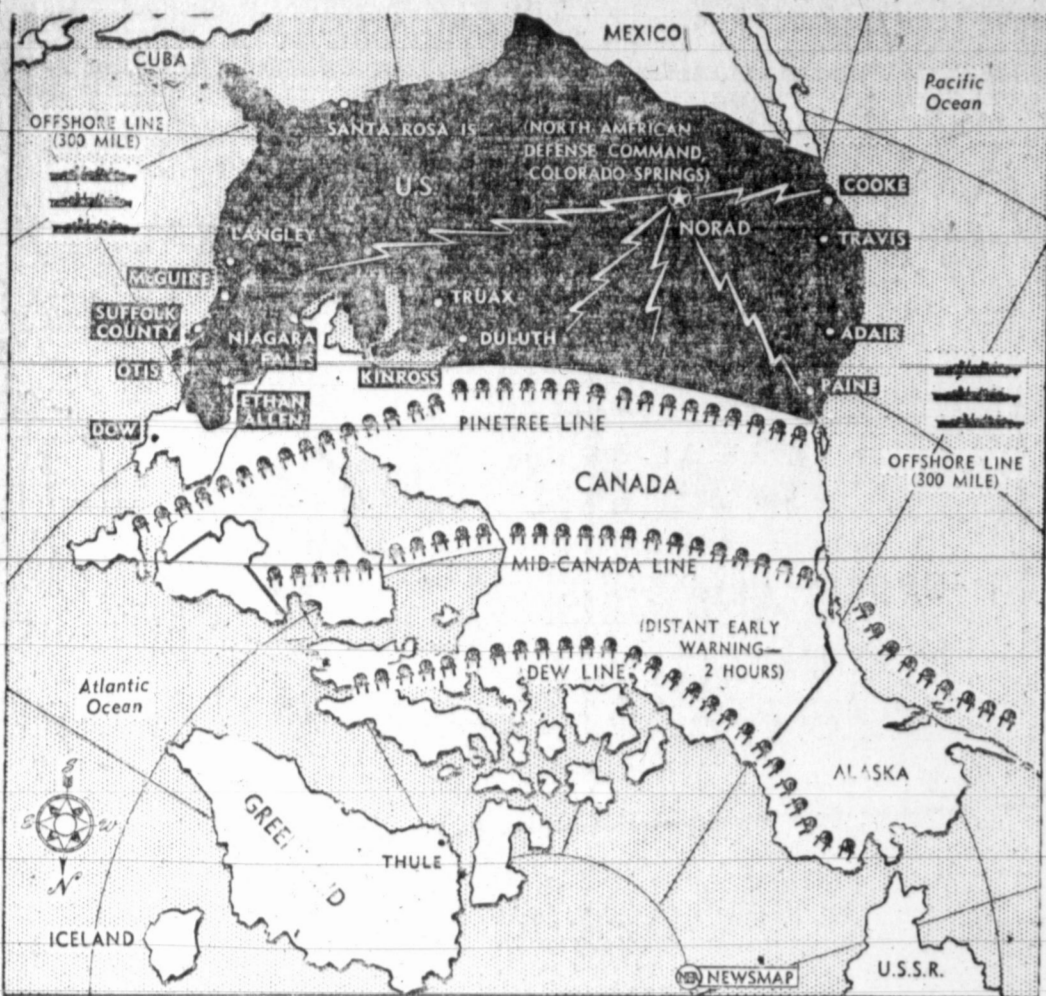 MEXICO
CUBA
Pacific
Ocean
OFFSHORE LINE
(300 MILE)
SANTA ROSA IS
(NORTH AMERICAN
DEFENSE COMMAND,
COLORADO SPRINGS)
U.S.
COOKE
NORAD
LANGLEY
TRAVIS
McGUIRE
TRUAX
SUFFOLK
COUNTY
NIAGARA
FALLS
DULUTH
ADAIR
OTIS
KINROSS
PAINE
ETHAN
ALLEN
DOW
PINETREE LINE
OFFSHORE LINE
(300 MILE)
CANADA
MID-CANADA LINE
(DISTANT EARLY
WARNING—
2 HOURS)
DEW LINE
Atlantic
Ocean
ALASKA
S
E
W
N
GREENLAND
THULE
ICELAND
U.S.S.R.
NEA NEWSMAP